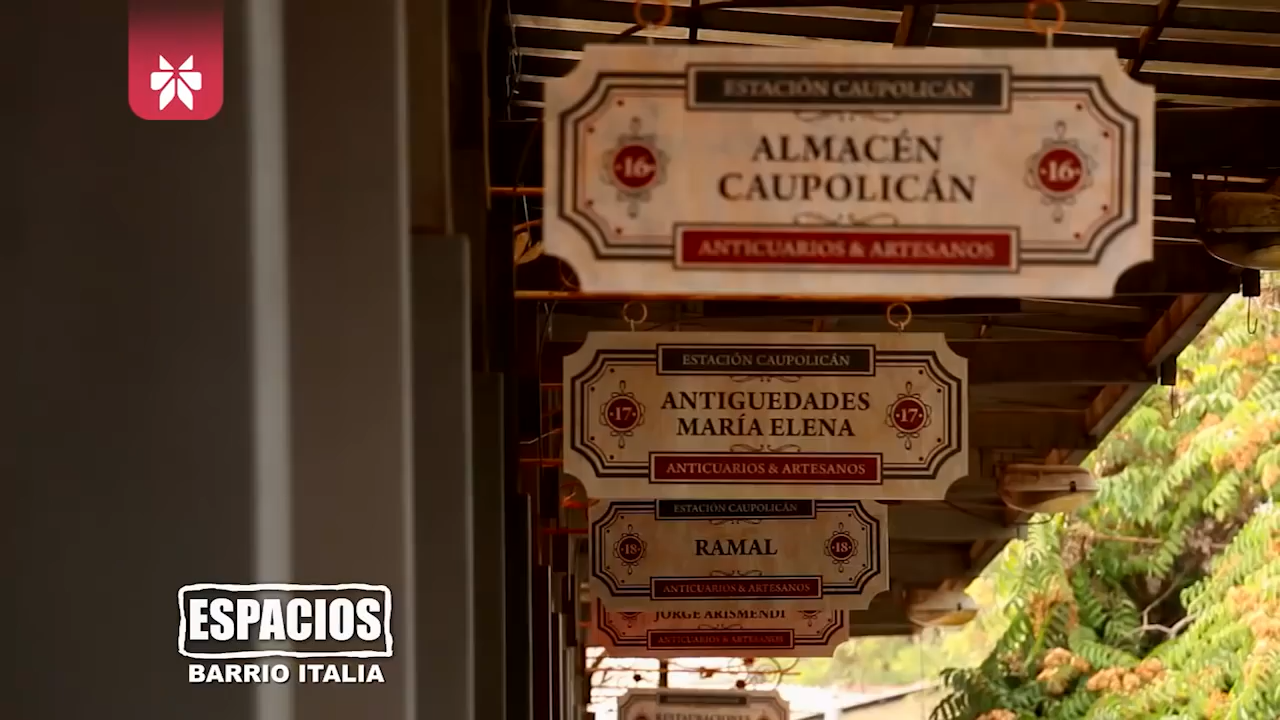 ESTACIÓN CAUPOLICÁN
ALMACÉN
CAUPOLICÁN
16 16
ANTICUARIOS & ARTESANOS
ESTACIÓN CAUPOLICÁN
ANTIGUEDADES
MARÍA ELENA
17 17
ANTICUARIOS & ARTESANOS
ESTACIÓN CAUPOLICÁN
RAMAL
18 18
ANTICUARIOS & ARTESANOS
JORGE ARISMENDI
ANTICUARIOS & ARTESANOS
RESTAURACIONES
ESPACIOS
BARRIO ITALIA